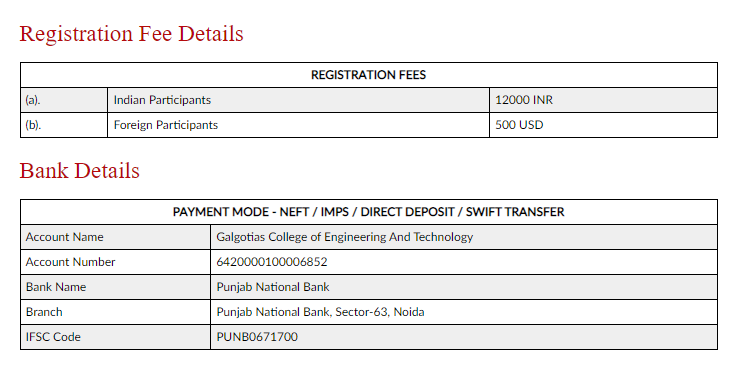 Registration Fee Details
REGISTRATION FEES
(a). Indian Participants 12000 INR
(b). Foreign Participants 500 USD
Bank Details
PAYMENT MODE - NEFT / IMPS / DIRECT DEPOSIT / SWIFT TRANSFER
Account Name Galgotias College of Engineering And Technology
Account Number 6420000100006852
Bank Name Punjab National Bank
Branch Punjab National Bank, Sector-63, Noida
IFSC Code PUNB0671700